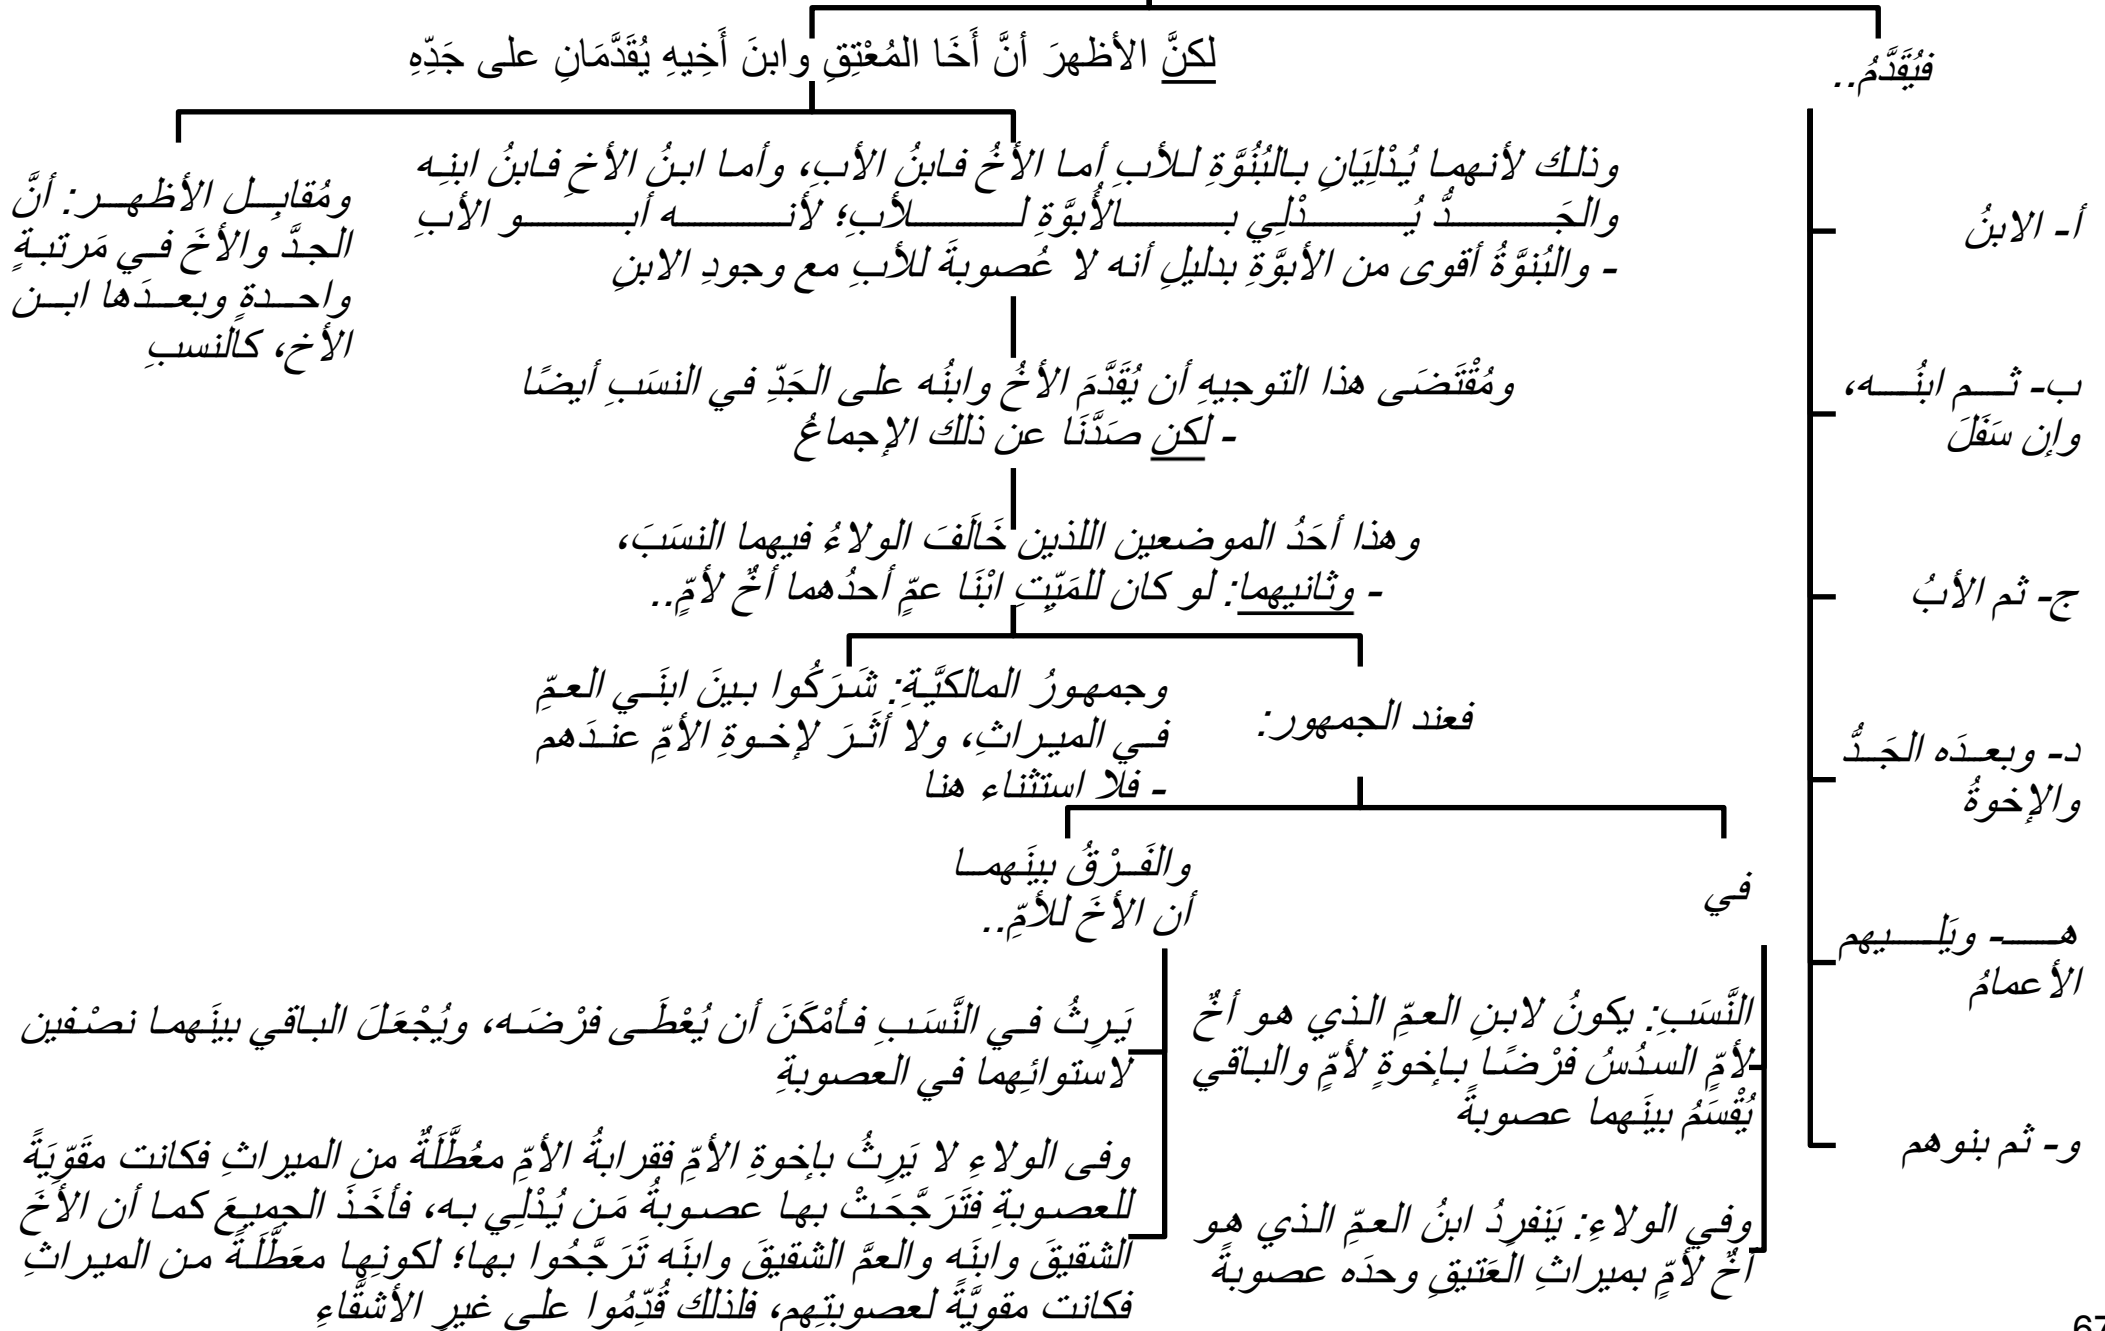 فيُقَدَّمُ..
أ- الابنُ
ب- ثم ابنُه،
وإن سَفَلَ
ج- ثم الأبُ
د- وبعدَه الجَدُّ
والإخوةُ
هـ- ويَليهم
الأعمامُ
و- ثم بنوهم
لكنَّ الأظهرَ أنَّ أَخَا المُعْتِقِ وابنَ أَخِيهِ يُقَدَّمَانِ على جَدِّهِ
وذلك لأنهما يُدْلِيَانِ بالبُنُوَّةِ للأبِ أما الأخُ فابنُ الأبِ، وأما ابنُ الأخِ فابنُ ابنِه
والجَدُّ يُدْلِي بالأُبوَّةِ للأبِ؛ لأنه أبو الأبِ
- والبُنوَّةُ أقوى من الأبوَّةِ بدليلِ أنه لا عُصوبةَ للأبِ مع وجودِ الابنِ
ومُقْتَضَى هذا التوجيهِ أن يُقَدَّمَ الأخُ وابنُه على الجَدِّ في النسَبِ أيضًا
- لكن صَدَّنَا عن ذلك الإجماعُ
وهذا أحَدُ الموضعين اللذين خَالَفَ الولاءُ فيهما النسَبَ،
- وثانيهما: لو كان للمَيِّتِ ابْنَا عمٍّ أحدُهما أخٌ لأمٍّ..
فعند الجمهور:
في
النَّسَبِ: يكونُ لابنِ العمِّ الذي هو أخٌ
لأمٍّ السدُسُ فرْضًا بإخوةٍ لأمٍّ والباقي
يُقْسَمُ بينَهما عصوبةً
وفي الولاءِ: يَنفرِدُ ابنُ العمِّ الذي هو
أخٌ لأمٍّ بميراثِ العَتيقِ وحدَه عصوبةً
والفَرْقُ بينَهما
أن الأخَ للأمِّ..
يَرِثُ في النَّسَبِ فأمْكَنَ أن يُعْطَى فرْضَه، ويُجْعَلَ الباقي بينَهما نصْفين
لاستوائِهما في العصوبةِ
وفى الولاءِ لا يَرِثُ بإخوةِ الأمِّ فقرابةُ الأمِّ معُطَّلَةٌ من الميراثِ فكانت مقَوِّيَةً
للعصوبةِ فتَرَجَّحَتْ بها عصوبةُ مَن يُدْلِي به، فأخَذَ الجميعَ كما أن الأخَ
الشقيقَ وابنَه والعمَّ الشقيقَ وابنَه تَرَجَّحُوا بها؛ لكونِها معَطَّلَةً من الميراثِ
فكانت مقويَّةً لعصوبتِهم، فلذلك قُدِّمُوا على غيرِ الأشقَّاءِ
وجمهورُ المالكيَّةِ: شَرَكُوا بينَ ابنَي العمِّ
في الميراثِ، ولا أثَرَ لإخوةِ الأمِّ عندَهم
- فلا استثناء هنا
ومُقابِل الأظهر: أنَّ
الجدَّ والأخَ في مَرتبةٍ
واحدةٍ وبعدَها ابن
الأخ، كالنسبِ
67